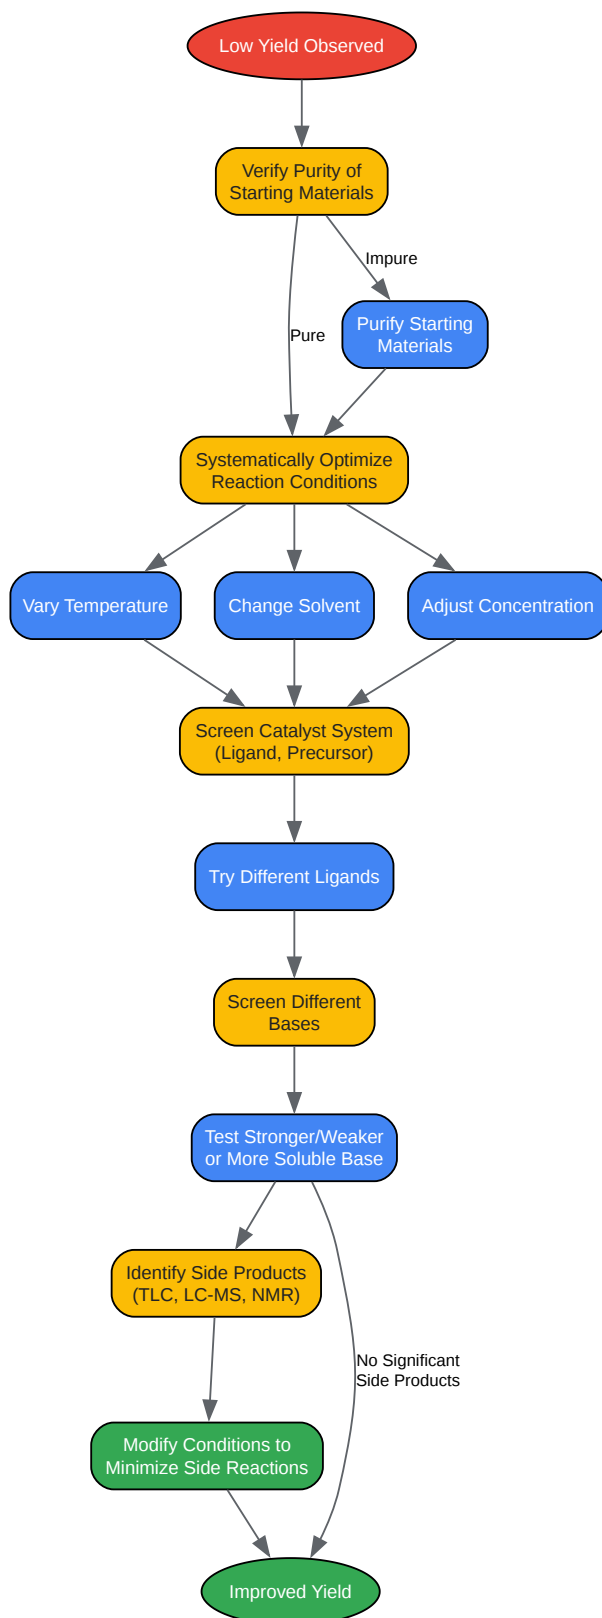 Low Yield Observed
Verify Purity of
Starting Materials
Impure
Purify Starting
Materials
Pure
Systematically Optimize
Reaction Conditions
Vary Temperature
Change Solvent
Adjust Concentration
Screen Catalyst System
(Ligand, Precursor)
Try Different Ligands
Screen Different
Bases
Test Stronger/Weaker
or More Soluble Base
Identify Side Products
(TLC, LC-MS, NMR)
No Significant
Side Products
Modify Conditions to
Minimize Side Reactions
Improved Yield